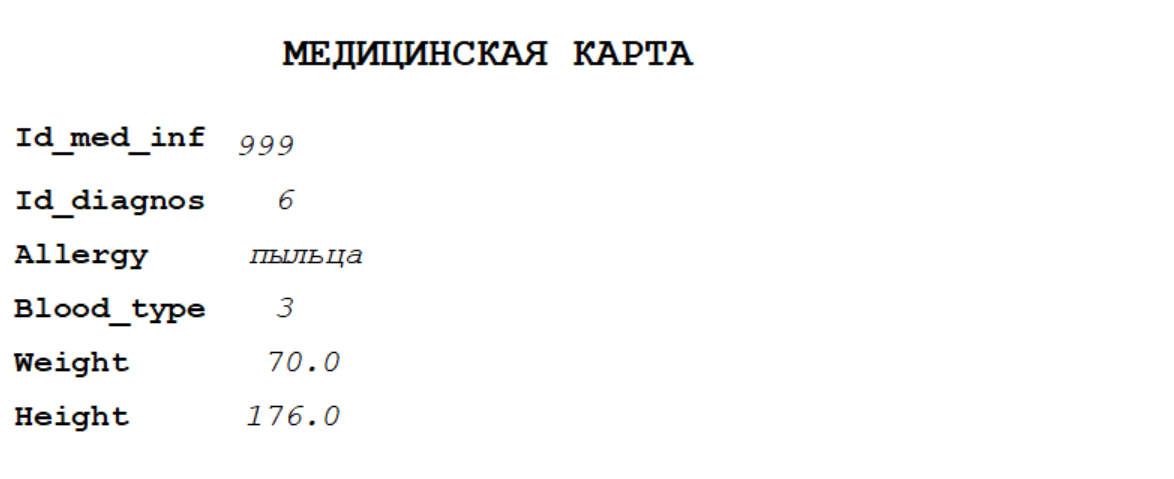 МЕДИЦИНСКАЯ КАРТА
Id_med_inf 999
Id_diagnos 6
Allergy пыльца
Blood_type 3
Weight 70.0
Height 176.0